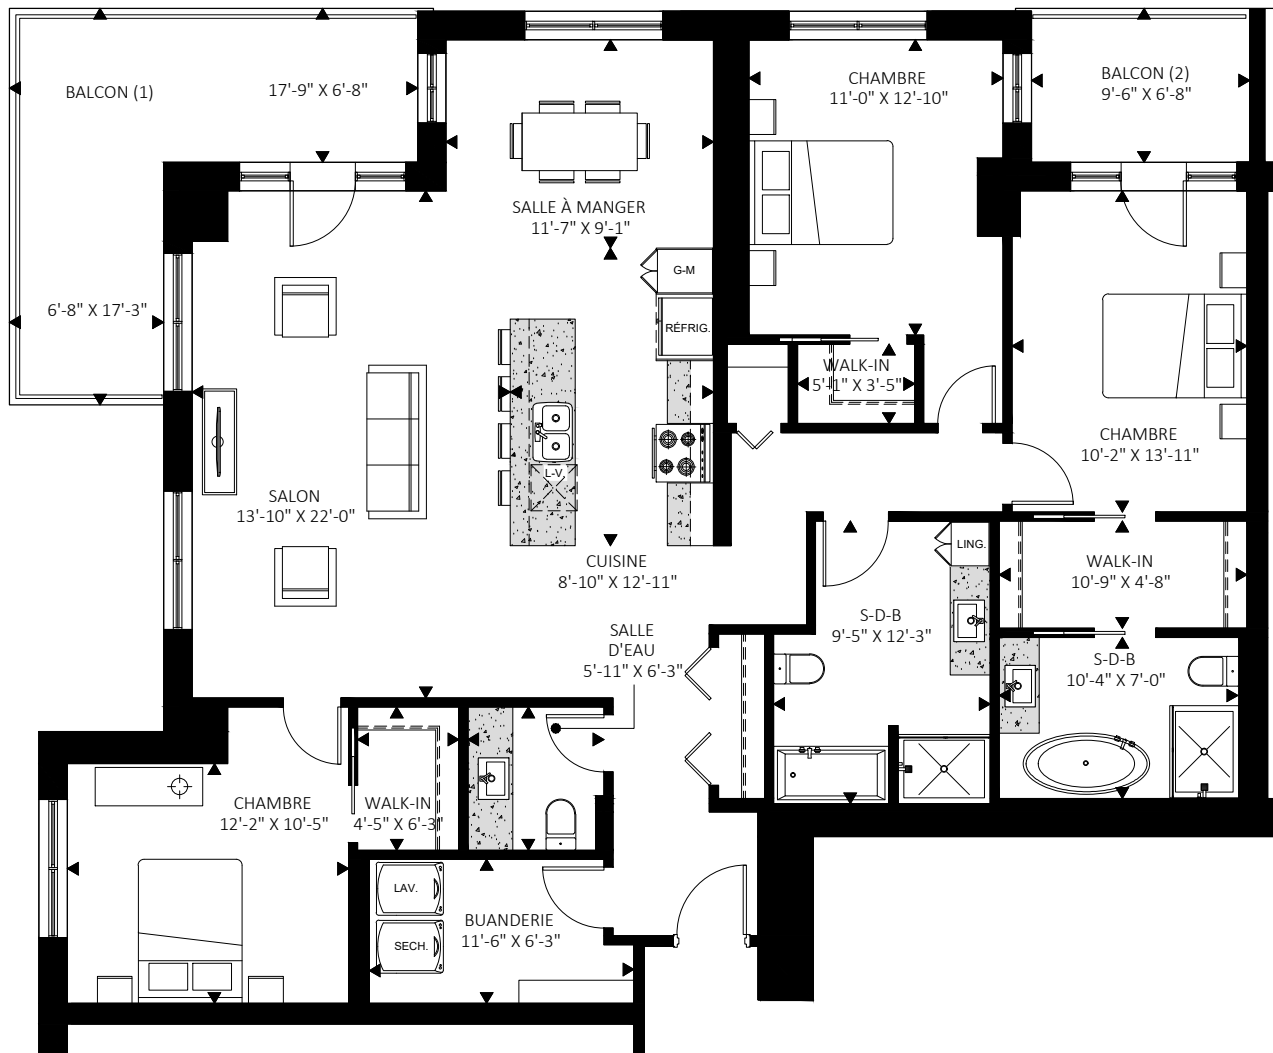 BALCON (1)
17'-9" X 6'-8"
6'-8" X 17'-3"
SALLE À MANGER
11'-7" X 9'-1"
CHAMBRE
11'-0" X 12'-10"
BALCON (2)
9'-6" X 6'-8"
G-M
RÉFRIG.
WALK-IN
5'-1" X 3'-5"
CHAMBRE
10'-2" X 13'-11"
L-V.
SALON
13'-10" X 22'-0"
CUISINE
8'-10" X 12'-11"
LING.
WALK-IN
10'-9" X 4'-8"
S-D-B
9'-5" X 12'-3"
SALLE
D'EAU
5'-11" X 6'-3"
S-D-B
10'-4" X 7'-0"
CHAMBRE
12'-2" X 10'-5"
WALK-IN
4'-5" X 6'-3"
LAV.
SECH.
BUANDERIE
11'-6" X 6'-3"